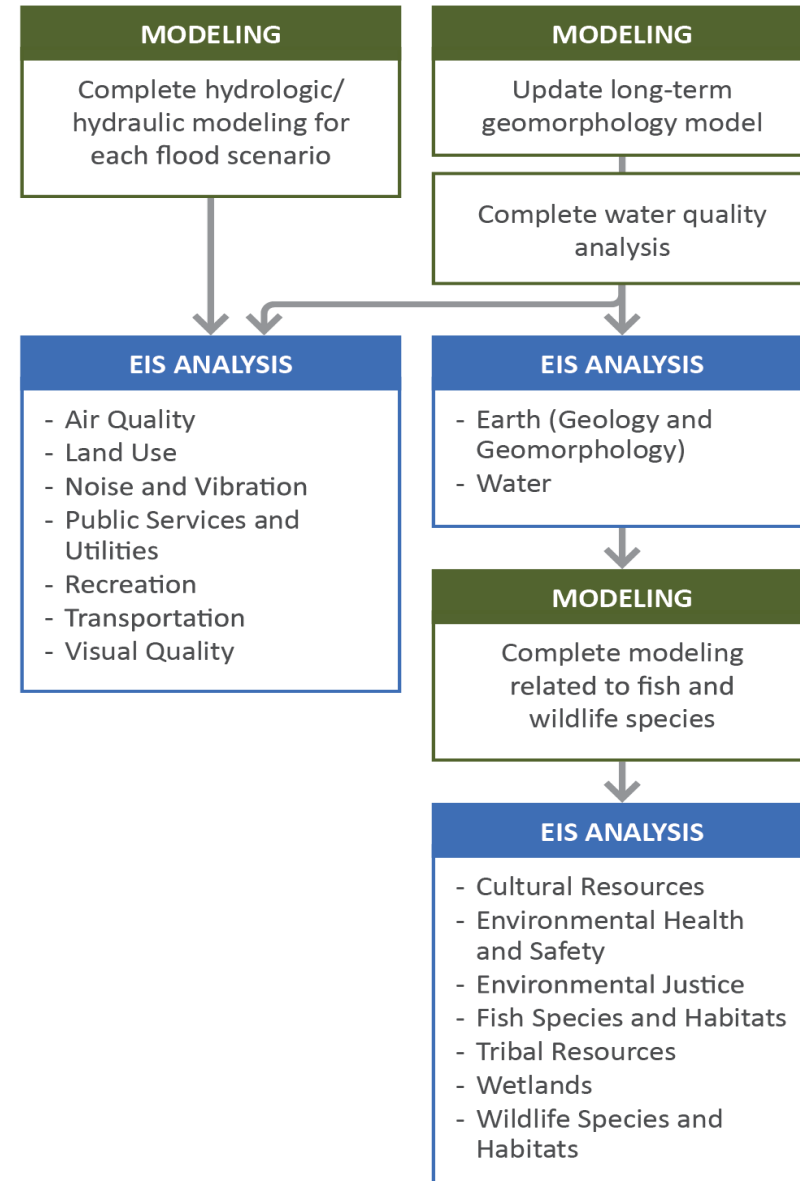 MODELING
Complete hydrologic/
hydraulic modeling for
each flood scenario
MODELING
Update long-term
geomorphology model
Complete water quality
analysis
EIS ANALYSIS
- Air Quality
- Land Use
- Noise and Vibration
- Public Services and
Utilities
- Recreation
- Transportation
- Visual Quality
EIS ANALYSIS
- Earth (Geology and
Geomorphology)
- Water
MODELING
Complete modeling
related to fish and
wildlife species
EIS ANALYSIS
- Cultural Resources
- Environmental Health
and Safety
- Environmental Justice
- Fish Species and Habitats
- Tribal Resources
- Wetlands
- Wildlife Species and
Habitats